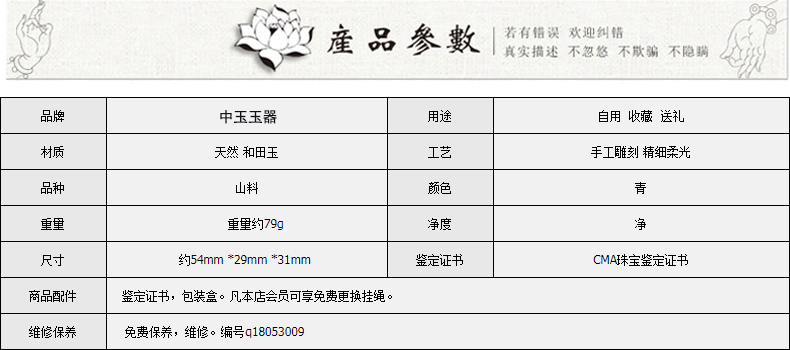 産品參數
若有错误 欢迎纠错
真实描述 不忽悠 不欺骗 不隐瞒
品牌 中玉玉器 用途 自用 收藏 送礼
材质 天然 和田玉 工艺 手工雕刻 精细柔光
品种 山料 颜色 青
重量 重量约79g 净度 净
尺寸 约54mm *29mm *31mm 鉴定证书 CMA珠宝鉴定证书
商品配件 鉴定证书，包装盒。凡本店会员可享免费更换挂绳。
维修保养 免费保养，维修。编号q18053009